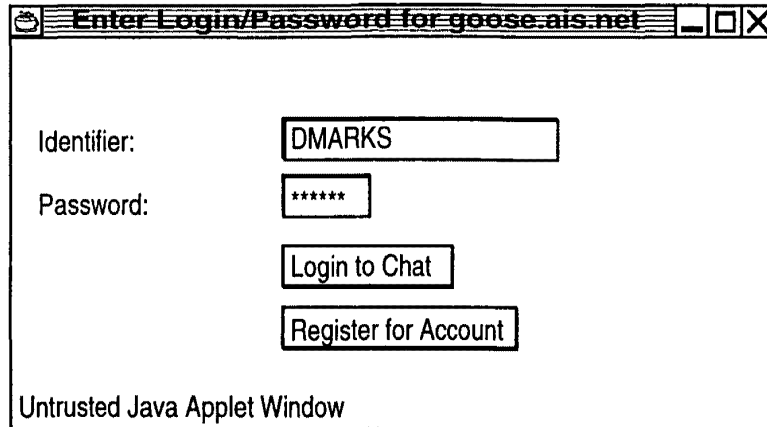 Enter Login/Password for goose.ais.net
Identifier: DMARKS
Password: ******
Login to Chat
Register for Account
Untrusted Java Applet Window